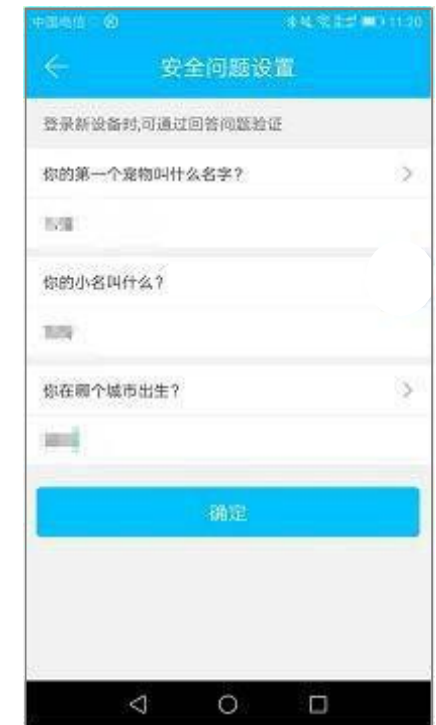 中国电信
11:20
安全问题设置
登录新设备时,可通过回答问题验证
你的第一个宠物叫什么名字?
你的小名叫什么?
你在哪个城市出生?
确定